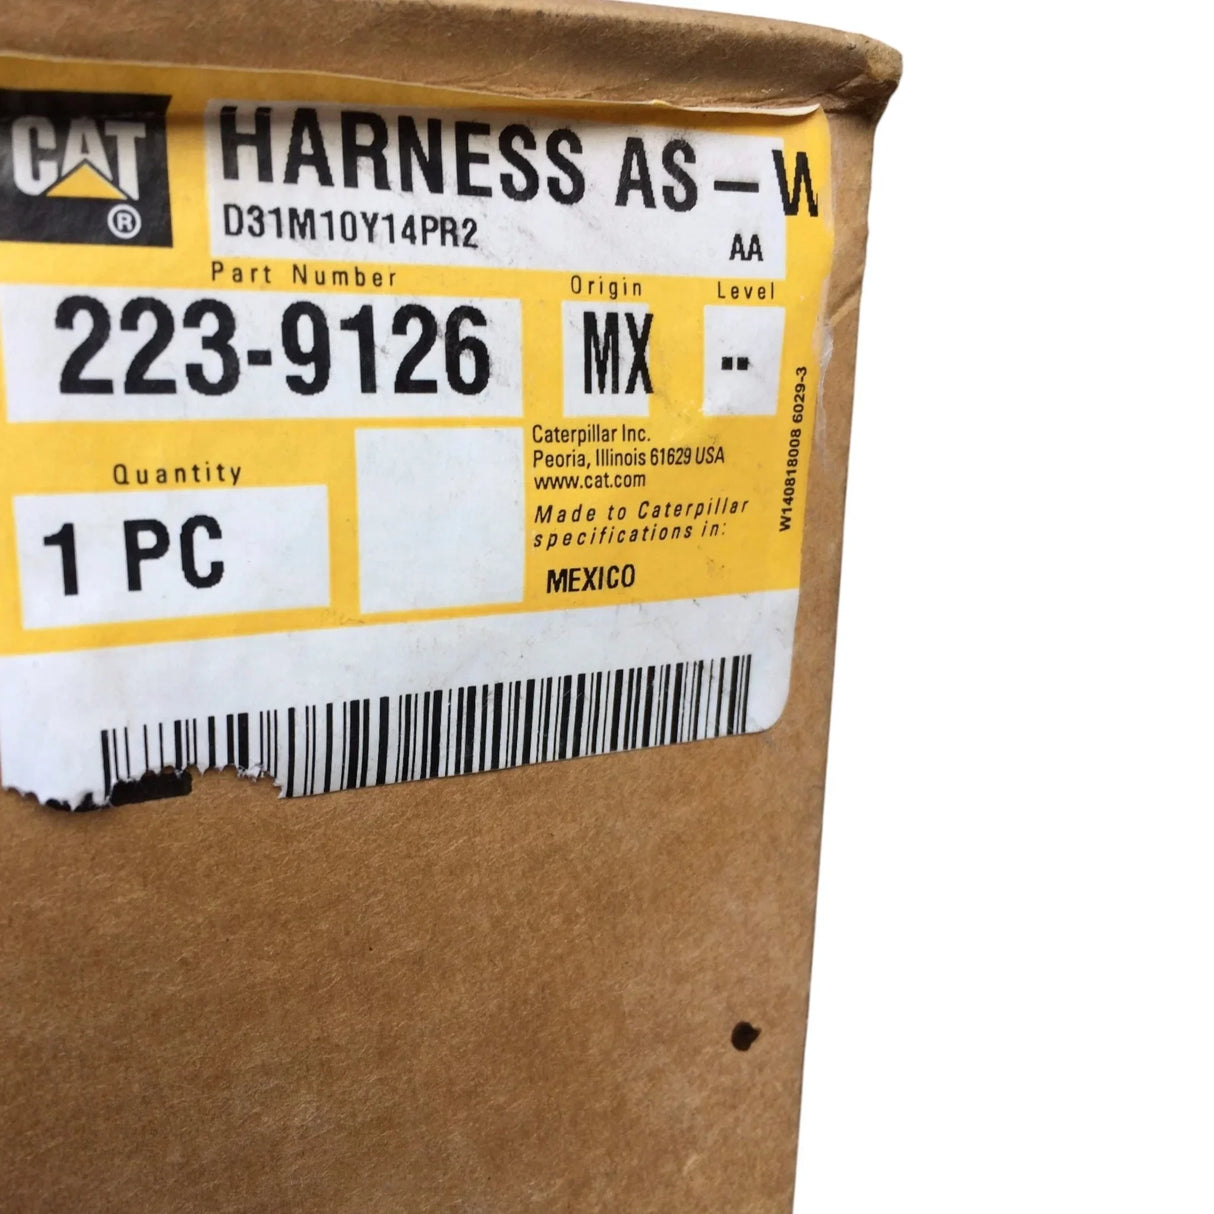 CAT
®
HARNESS AS-W
D31M10Y14PR2
AA
Part Number
Origin
Level
223-9126
MX
--
Caterpillar Inc.
Peoria, Illinois 61629 USA
www.cat.com
Quantity
1 PC
Made to Caterpillar
specifications in:
MEXICO
W140818008 6029-3